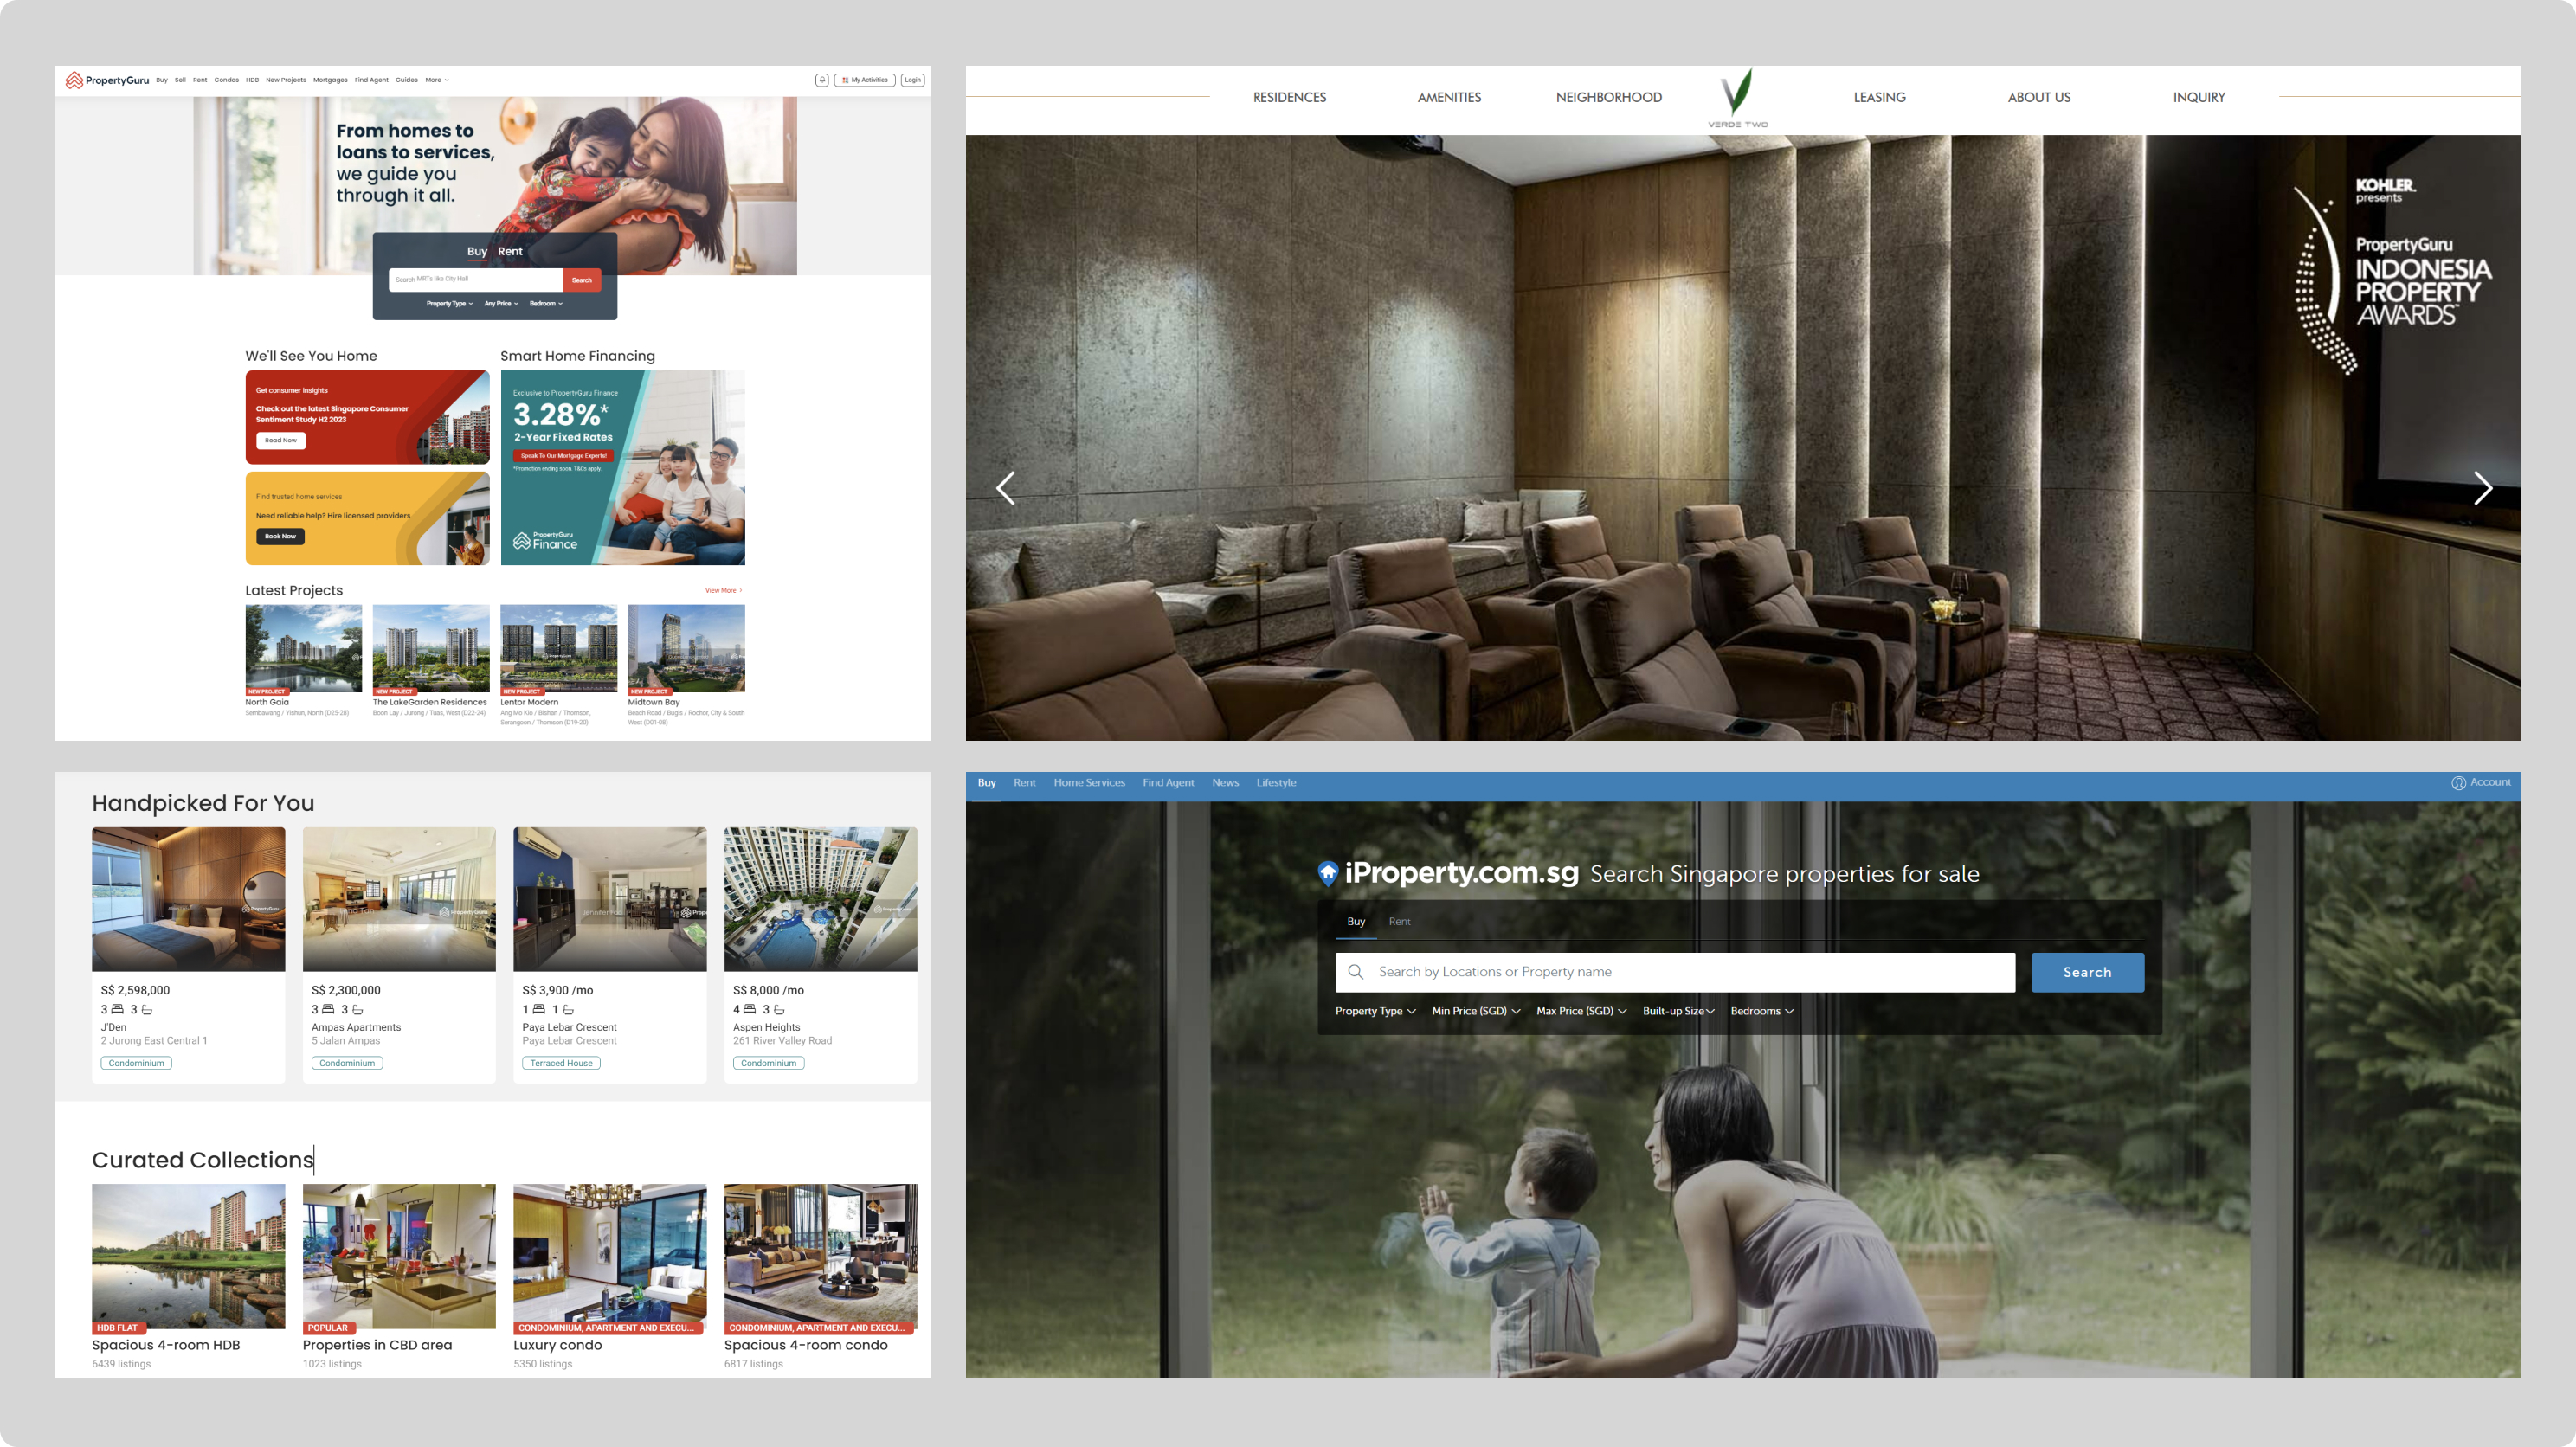 PropertyGuru Buy Sell Rent Condos HDB New Projects Mortgages Find Agent Guides More
My Activities Login
From homes to
loans to services,
we guide you
through it all.
Buy Rent
Search MRTs like City Hall
Search
Property Type Any Price Bedroom
We'll See You Home
Get consumer insights
Check out the latest Singapore Consumer
Sentiment Study H2 2023
Read Now
Find trusted home services
Need reliable help? Hire licensed providers
Book Now
Smart Home Financing
Exclusive to PropertyGuru Finance
3.28%*
2-Year Fixed Rates
Speak To Our Mortgage Experts!
*Promotion ending soon. T&Cs apply.
PropertyGuru
Finance
Latest Projects
View More
NEW PROJECT
North Gaia
Sembawang / Yishun, North (D25-28)
NEW PROJECT
The LakeGarden Residences
Boon Lay / Jurong / Tuas, West (D22-24)
NEW PROJECT
Lentor Modern
Ang Mo Kio / Bishan / Thomson,
Serangoon / Thomson (D19-20)
NEW PROJECT
Midtown Bay
Beach Road / Bugis / Rochor, City & South
West (D01-08)
RESIDENCES AMENITIES NEIGHBORHOOD
VERDE TWO
LEASING ABOUT US INQUIRY
KOHLER.
presents
PropertyGuru
INDONESIA
PROPERTY
AWARDS™
Handpicked For You
PropertyGuru
S$ 2,598,000
3 3
J'Den
2 Jurong East Central 1
Condominium
PropertyGuru
S$ 2,300,000
3 3
Ampas Apartments
5 Jalan Ampas
Condominium
S$ 3,900 /mo
1 1
Paya Lebar Crescent
Paya Lebar Crescent
Terraced House
PropertyGuru
S$ 8,000 /mo
4 3
Aspen Heights
261 River Valley Road
Condominium
Curated Collections
HDB FLAT
Spacious 4-room HDB
6439 listings
POPULAR
Properties in CBD area
1023 listings
CONDOMINIUM, APARTMENT AND EXECU...
Luxury condo
5350 listings
CONDOMINIUM, APARTMENT AND EXECU...
Spacious 4-room condo
6817 listings
Buy Rent Home Services Find Agent News Lifestyle
Account
iProperty.com.sg Search Singapore properties for sale
Buy Rent
Search by Locations or Property name
Search
Property Type Min Price (SGD) Max Price (SGD) Built-up Size Bedrooms